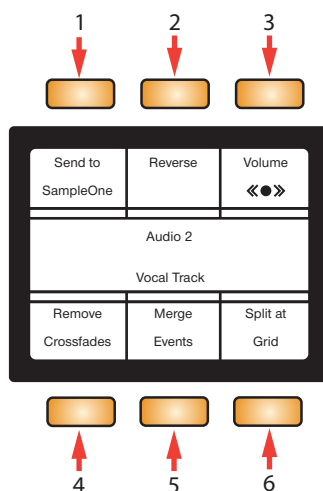 1 2 3
Send to Reverse Volume
SampleOne
Audio 2
Vocal Track
Remove Merge Split at
Crossfades Events Grid
4 5 6